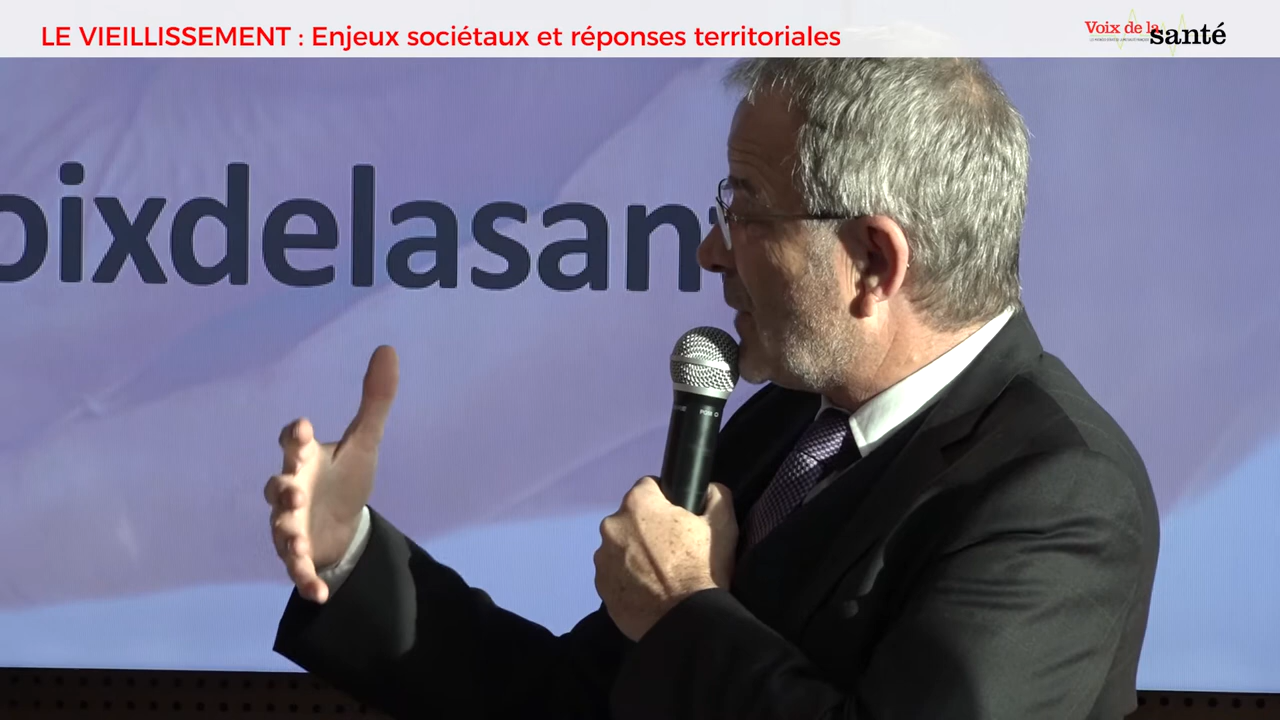 LE VIEILLISSEMENT : Enjeux sociétaux et réponses territoriales
Voix de la
santé
oixdelasan